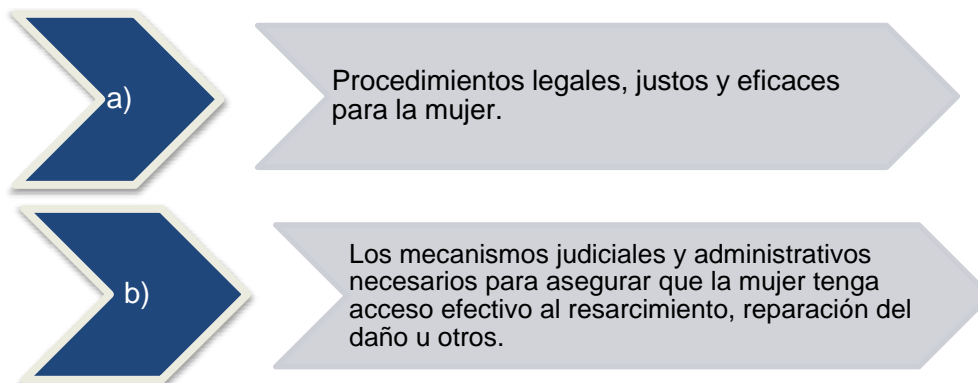 a)
Procedimientos legales, justos y eficaces
para la mujer.
b)
Los mecanismos judiciales y administrativos
necesarios para asegurar que la mujer tenga
acceso efectivo al resarcimiento, reparación del
daño u otros.